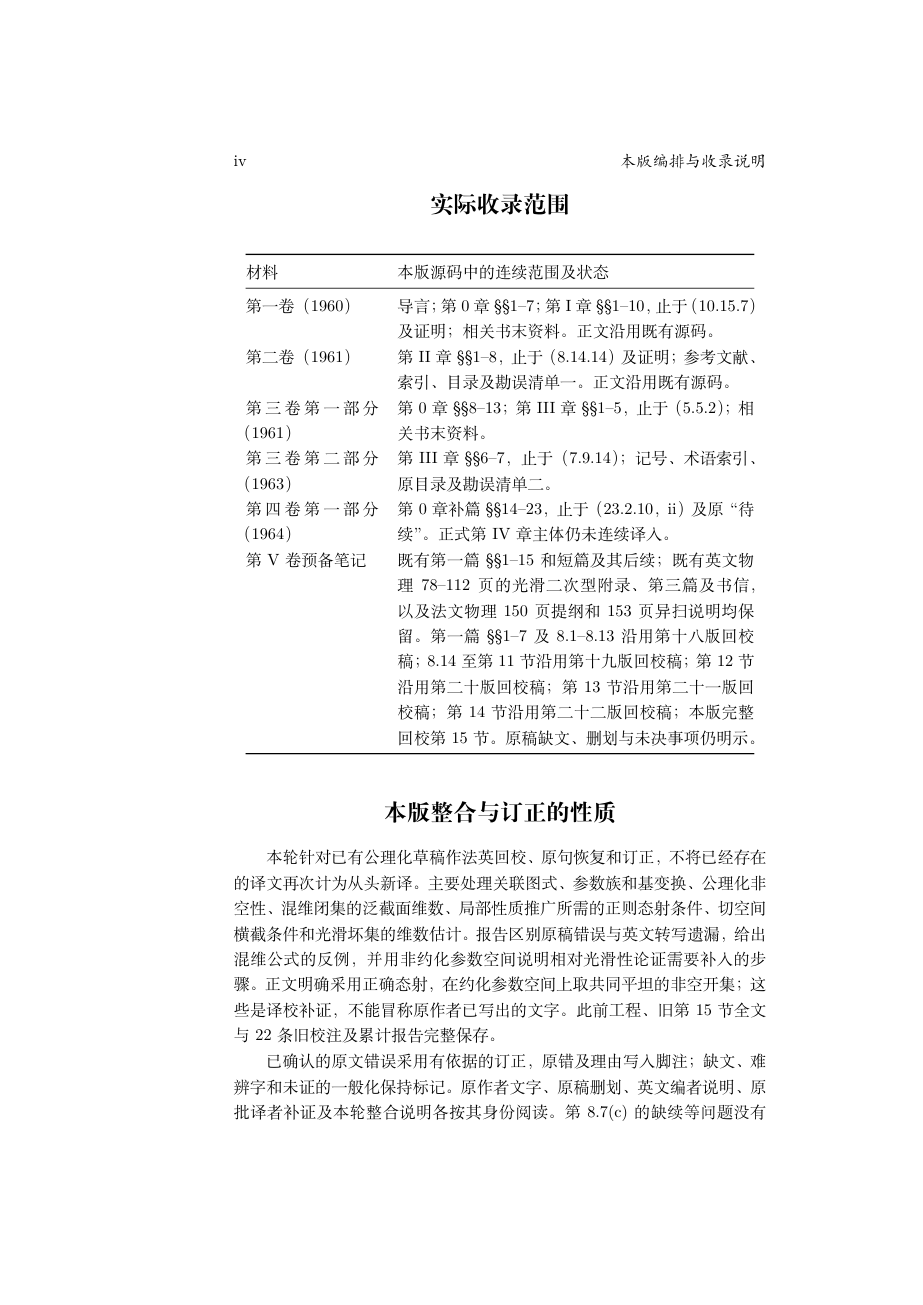 iv 本版编排与收录说明
实际收录范围
材料 本版源码中的连续范围及状态
第一卷（1960） 导言；第 0 章 §§1–7；第 I 章 §§1–10，止于 (10.15.7)
及证明；相关书末资料。正文沿用既有源码。
第二卷（1961） 第 II 章 §§1–8，止于（8.14.14）及证明；参考文献、
索引、目录及勘误清单一。正文沿用既有源码。
第三卷第一部分 第 0 章 §§8–13；第 III 章 §§1–5，止于（5.5.2）；相
（1961） 关书末资料。
第三卷第二部分 第 III 章 §§6–7，止于（7.9.14）；记号、术语索引、
（1963） 原目录及勘误清单二。
第四卷第一部分 第 0 章补篇 §§14–23，止于（23.2.10, ii）及原 “待
（1964） 续”。正式第 IV 章主体仍未连续译入。
第 V 卷预备笔记 既有第一篇 §§1–15 和短篇及其后续；既有英文物
理 78–112 页的光滑二次型附录、第三篇及书信，
以及法文物理 150 页提纲和 153 页异扫说明均保
留。第一篇 §§1–7 及 8.1–8.13 沿用第十八版回校
稿；8.14 至第 11 节沿用第十九版回校稿；第 12 节
沿用第二十版回校稿；第 13 节沿用第二十一版回
校稿；第 14 节沿用第二十二版回校稿；本版完整
回校第 15 节。原稿缺文、删划与未决事项仍明示。
本版整合与订正的性质
本轮针对已有公理化草稿作法英回校、原句恢复和订正，不将已经存在
的译文再次计为从头新译。主要处理关联图式、参数族和基变换、公理化非
空性、混维闭集的泛截面维数、局部性质推广所需的正则态射条件、切空间
横截条件和光滑坏集的维数估计。报告区别原稿错误与英文转写遗漏，给出
混维公式的反例，并用非约化参数空间说明相对光滑性论证需要补入的步
骤。正文明确采用正确态射，在约化参数空间上取共同平坦的非空开集；这
些是译校补证，不能冒称原作者已写出的文字。此前工程、旧第 15 节全文
与 22 条旧校注及累计报告完整保存。
已确认的原文错误采用有依据的订正，原错及理由写入脚注；缺文、难
辨字和未证的一般化保持标记。原作者文字、原稿删划、英文编者说明、原
批译者补证及本轮整合说明各按其身份阅读。第 8.7(c) 的缺续等问题没有